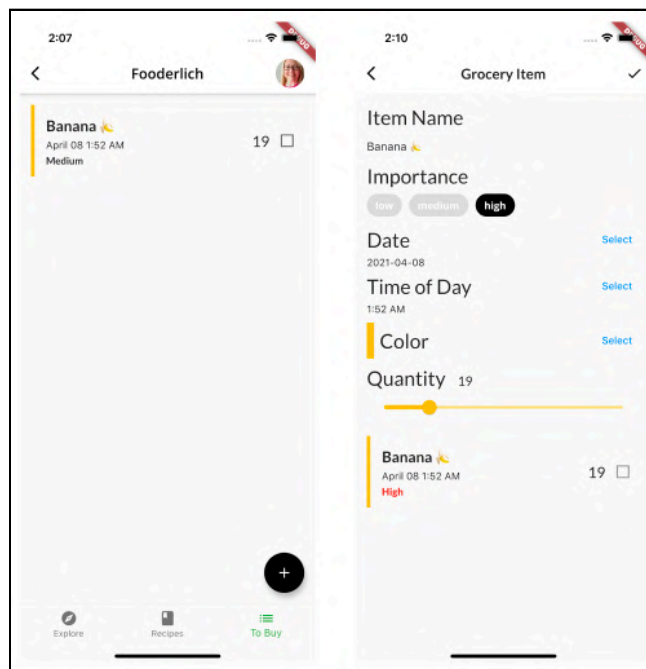 2:07
DEBUG
Fooderlich
Banana 🍌
April 08 1:52 AM
Medium
19
Explore
Recipes
To Buy
2:10
DEBUG
Grocery Item
Item Name
Banana 🍌
Importance
low medium high
Date Select
2021-04-08
Time of Day Select
1:52 AM
Color Select
Quantity 19
Banana 🍌
April 08 1:52 AM
High
19